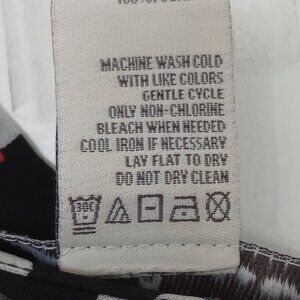 MACHINE WASH COLD
WITH LIKE COLORS
GENTLE CYCLE
ONLY NON-CHLORINE
BLEACH WHEN NEEDED
COOL IRON IF NECESSARY
LAY FLAT TO DRY
DO NOT DRY CLEAN